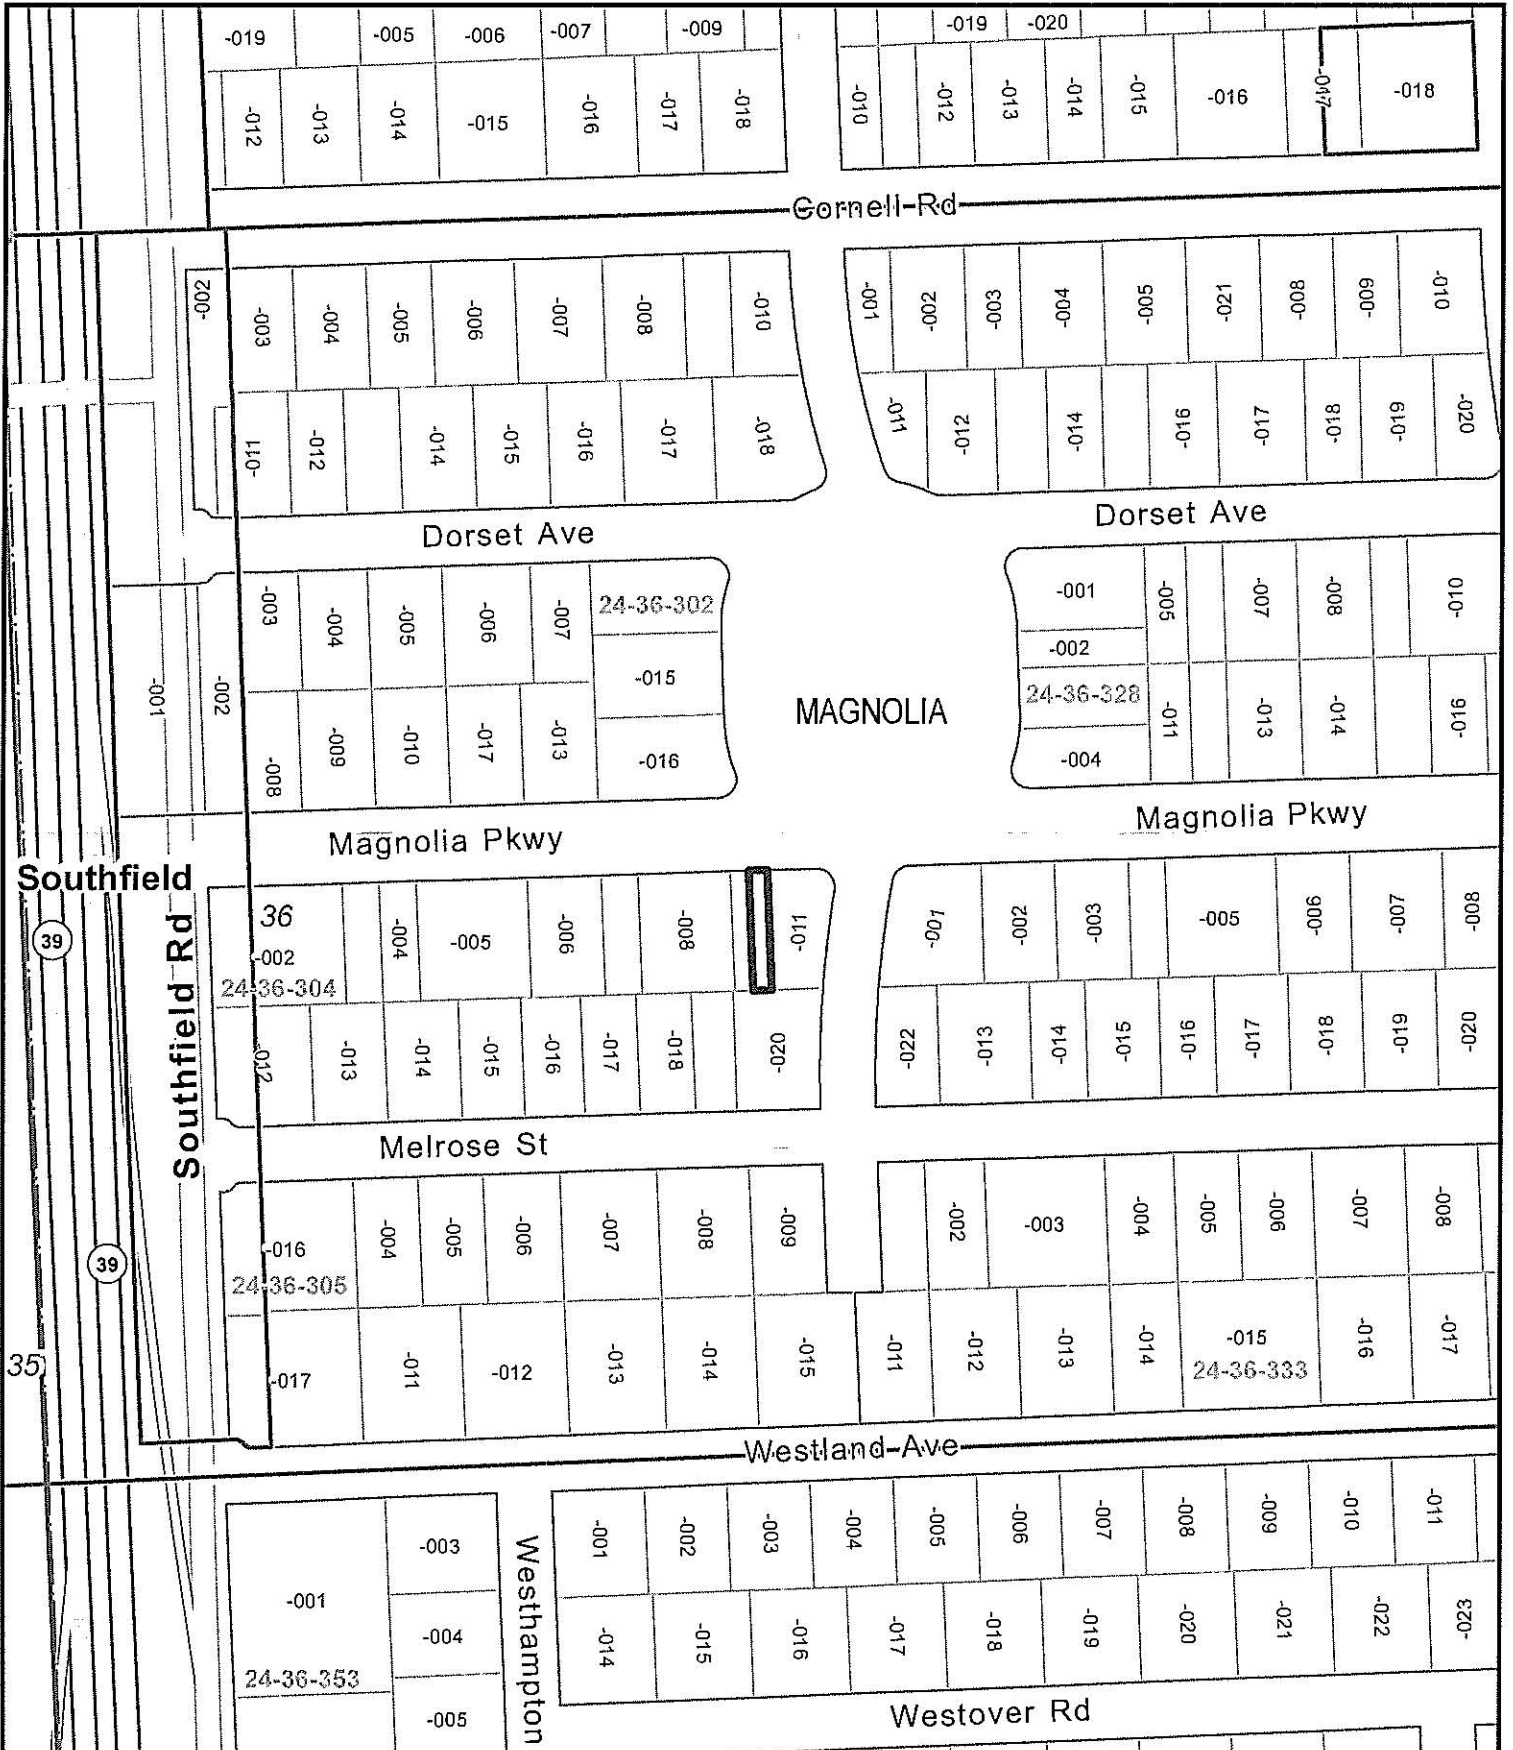 -019 -005 -006 -007 -009 -019 -020
-012 -013 -014 -015 -016 -017 -018 -010 -012 -013 -014 -015 -016 -017 -018
Cornell Rd
-002 -003 -004 -005 -006 -007 -008 -010 -001 -002 -003 -004 -005 -021 -008 -009 -010
-011 -012 -014 -015 -016 -017 -018 -011 -012 -014 -016 -017 -018 -019 -020
Dorset Ave Dorset Ave
-003 -004 -005 -006 -007 24-36-302 -001 -005 -007 -008 -010
-015 -002
-001 -002 MAGNOLIA 24-36-328
-008 -009 -010 -017 -013 -016 -004 -011 -013 -014 -016
Magnolia Pkwy Magnolia Pkwy
Southfield
39
Southfield Rd
36
-002 -004 -005 -006 -008 -011 -001 -002 -003 -005 -006 -007 -008
24-36-304
-012 -013 -014 -015 -016 -017 -018 -020 -022 -013 -014 -015 -016 -017 -018 -019 -020
Melrose St
-016 -004 -005 -006 -007 -008 -009 -002 -003 -004 -005 -006 -007 -008
39
24-36-305
35
-017 -011 -012 -013 -014 -015 -011 -012 -013 -014 -015 -016 -017
24-36-333
Westland Ave
-003 Westhampton -001 -002 -003 -004 -005 -006 -007 -008 -009 -010 -011
-001
-004 -014 -015 -016 -017 -018 -019 -020 -021 -022 -023
24-36-353
-005
Westover Rd